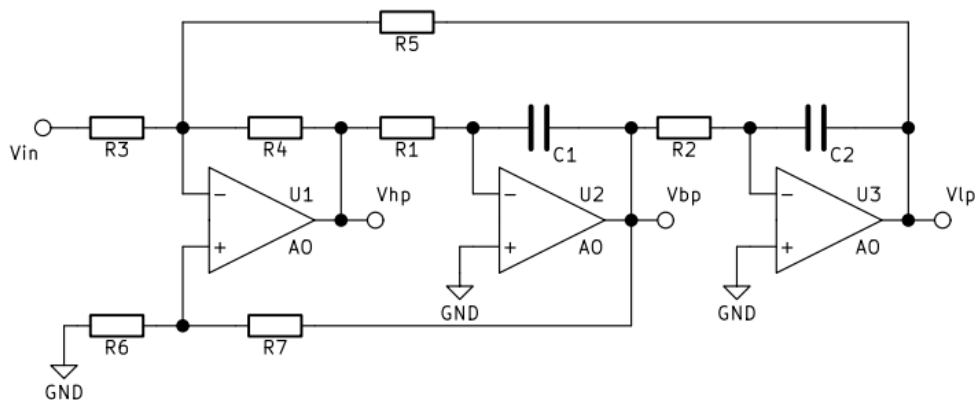 R5
Vin
R3
R4
R1
C1
R2
C2
−
U1
+
AO
Vhp
−
U2
+
AO
Vbp
−
U3
+
AO
Vlp
GND
GND
R6
R7
GND